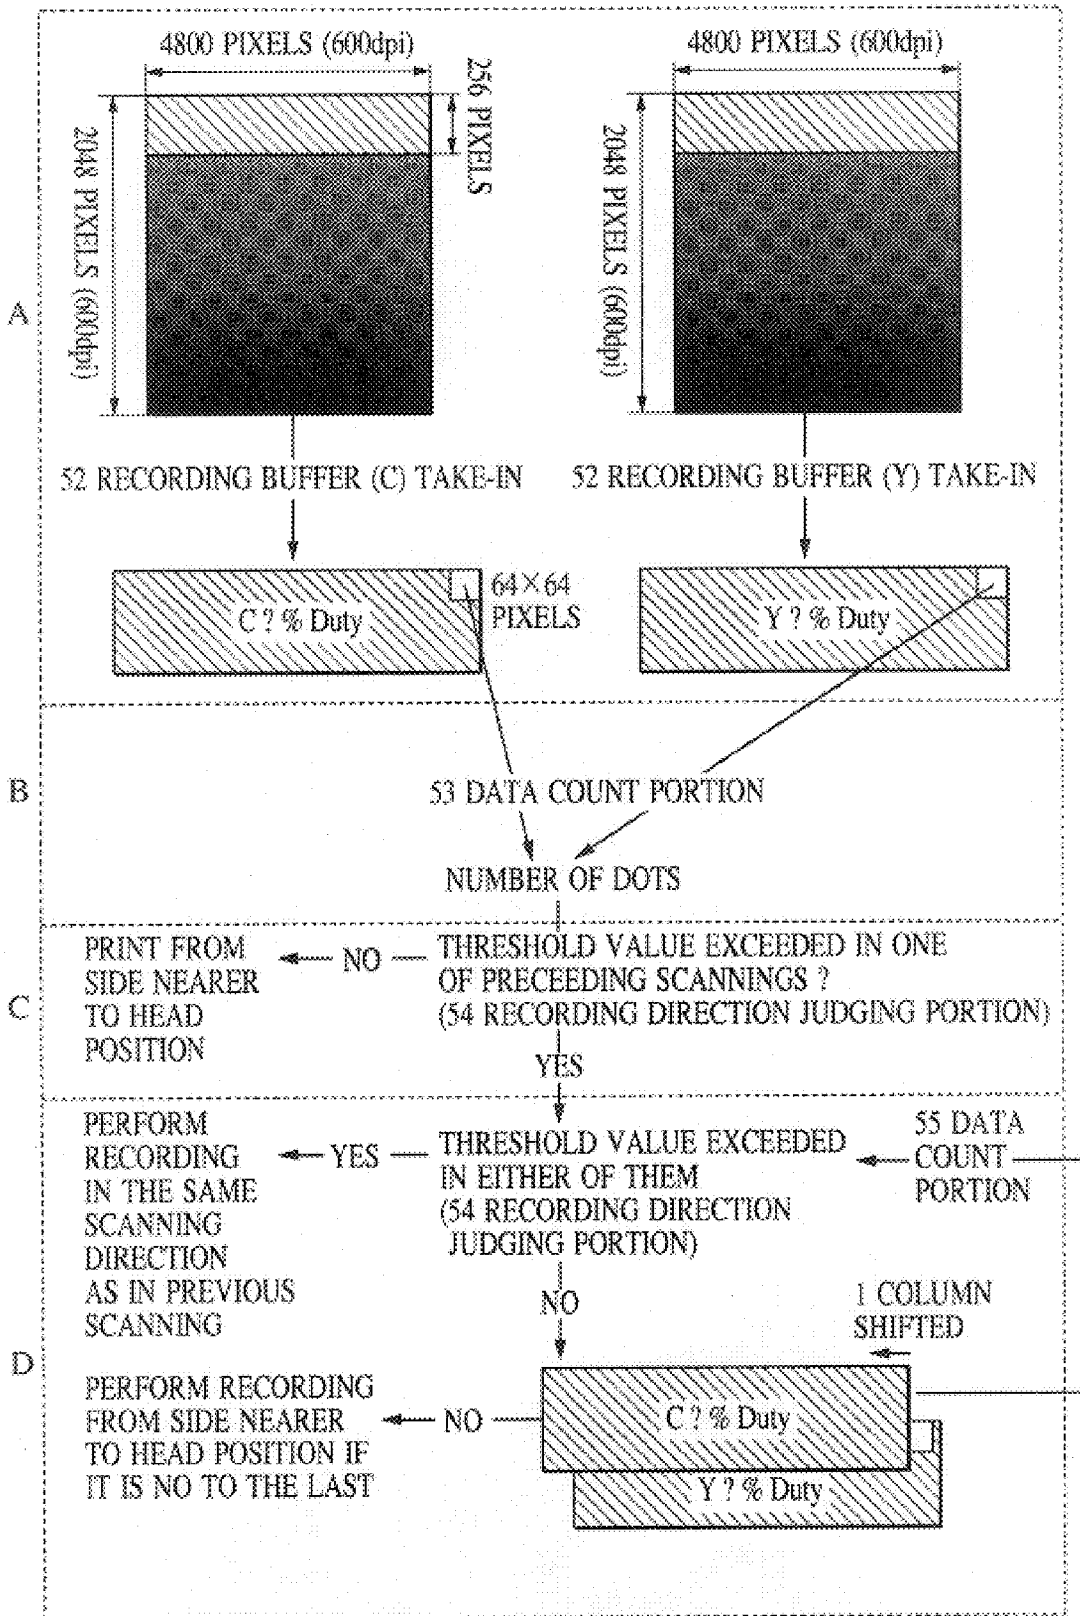 4800 PIXELS (600dpi)
4800 PIXELS (600dpi)
2048 PIXELS (600dpi)
256 PIXELS
2048 PIXELS (600dpi)
A
52 RECORDING BUFFER (C) TAKE-IN
52 RECORDING BUFFER (Y) TAKE-IN
C ? % Duty
64×64
PIXELS
Y ? % Duty
B
53 DATA COUNT PORTION
NUMBER OF DOTS
C
PRINT FROM
SIDE NEARER
TO HEAD
POSITION
NO
THRESHOLD VALUE EXCEEDED IN ONE
OF PRECEEDING SCANNINGS ?
(54 RECORDING DIRECTION JUDGING PORTION)
YES
D
PERFORM
RECORDING
IN THE SAME
SCANNING
DIRECTION
AS IN PREVIOUS
SCANNING
YES
THRESHOLD VALUE EXCEEDED
IN EITHER OF THEM
(54 RECORDING DIRECTION
JUDGING PORTION)
55 DATA
COUNT
PORTION
NO
1 COLUMN
SHIFTED
PERFORM RECORDING
FROM SIDE NEARER
TO HEAD POSITION IF
IT IS NO TO THE LAST
NO
C ? % Duty
Y ? % Duty